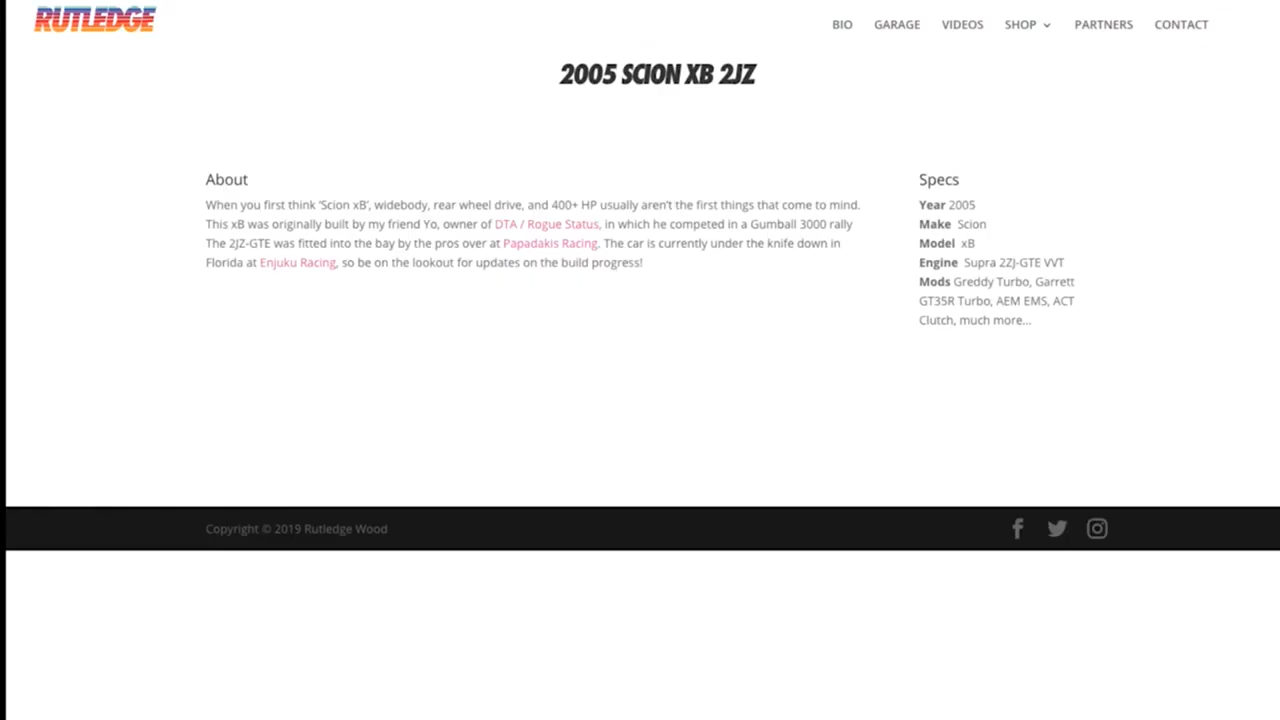 RUTLEDGE
BIO GARAGE VIDEOS SHOP PARTNERS CONTACT
2005 SCION XB 2JZ
About
When you first think ‘Scion xB’, widebody, rear wheel drive, and 400+ HP usually aren’t the first things that come to mind.
This xB was originally built by my friend Yo, owner of DTA / Rogue Status, in which he competed in a Gumball 3000 rally
The 2JZ-GTE was fitted into the bay by the pros over at Papadakis Racing. The car is currently under the knife down in
Florida at Enjuku Racing, so be on the lookout for updates on the build progress!
Specs
Year 2005
Make Scion
Model xB
Engine Supra 2ZJ-GTE VVT
Mods Greddy Turbo, Garrett
GT35R Turbo, AEM EMS, ACT
Clutch, much more...
Copyright © 2019 Rutledge Wood